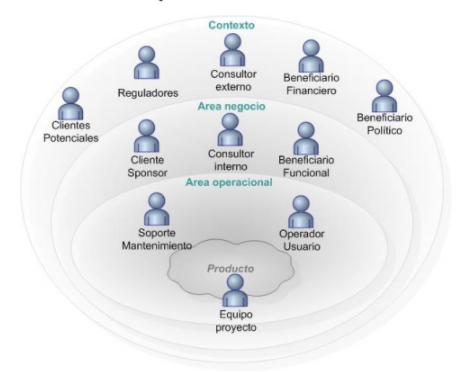 Contexto
Consultor
externo
Reguladores
Beneficiario
Financiero
Clientes
Potenciales
Beneficiario
Político
Area negocio
Cliente
Sponsor
Consultor
interno
Beneficiario
Funcional
Area operacional
Soporte
Mantenimiento
Operador
Usuario
Producto
Equipo
proyecto